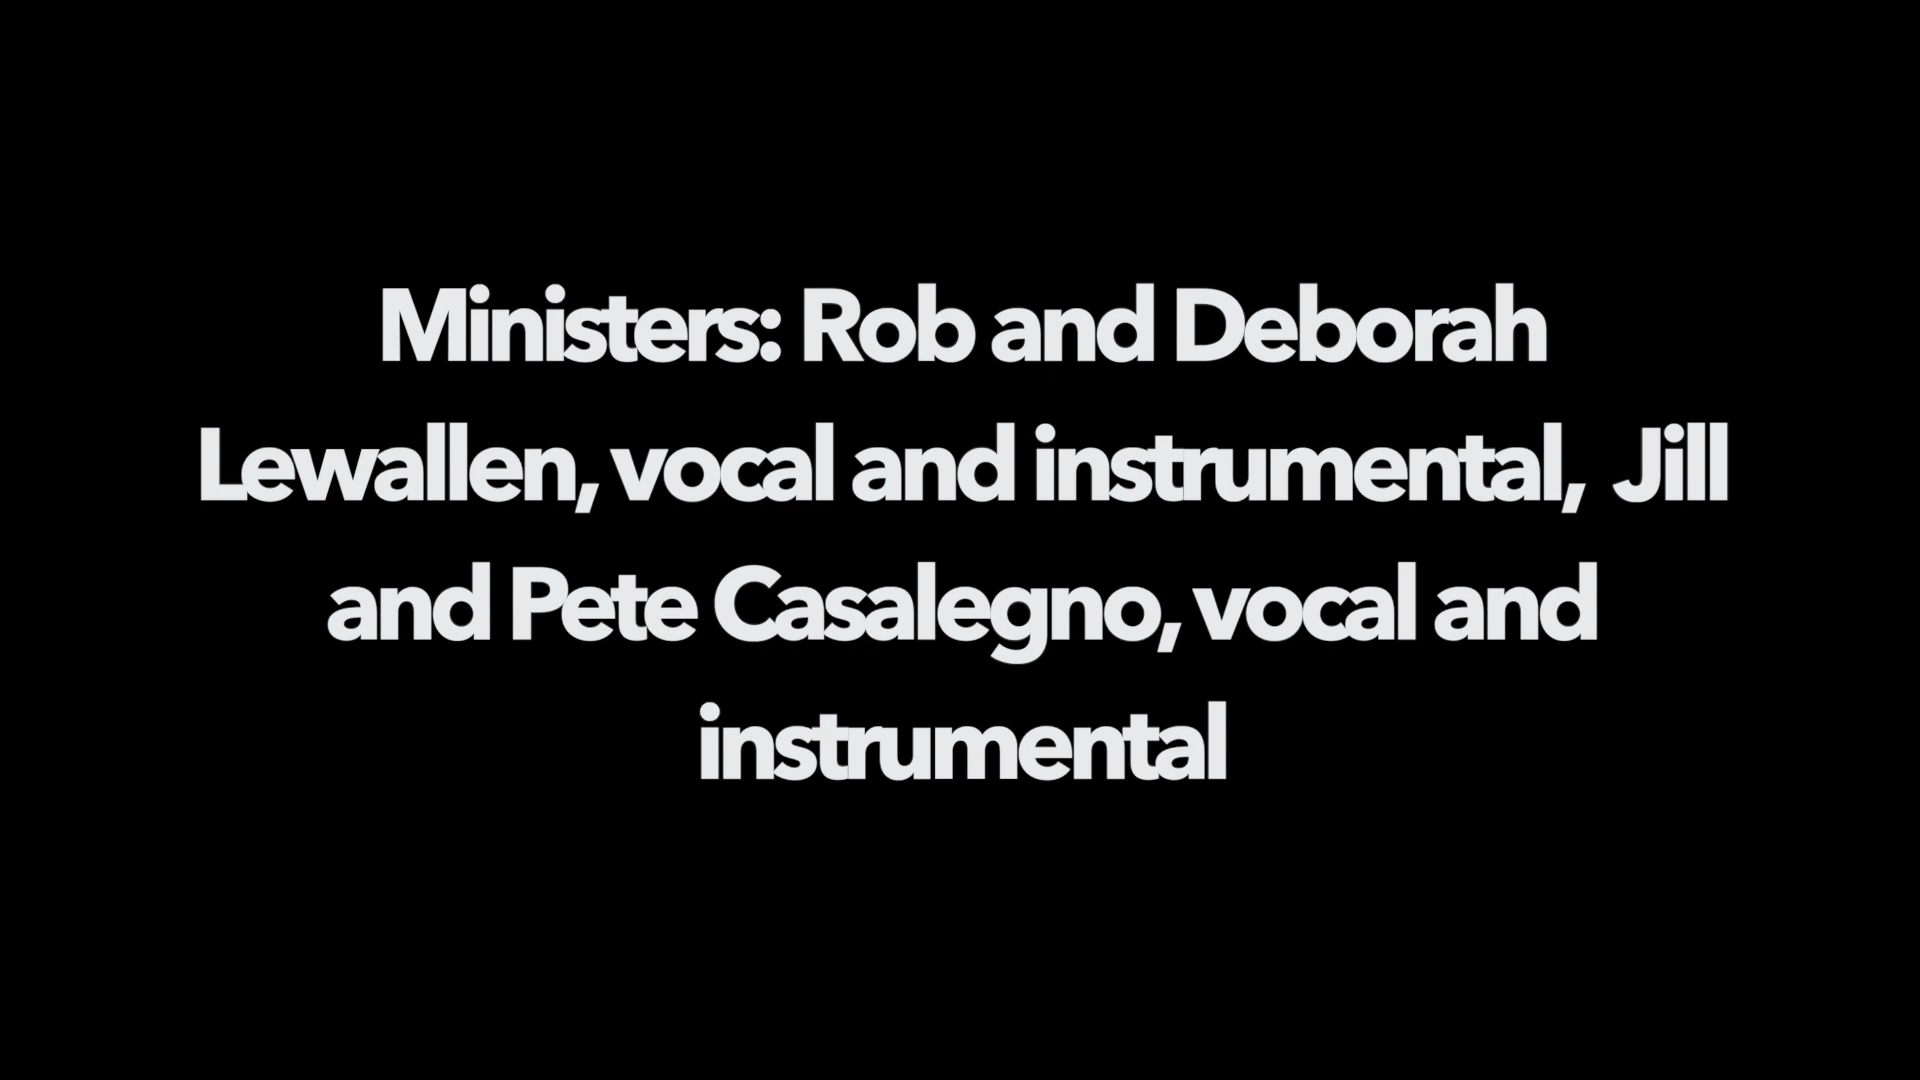 Ministers: Rob and Deborah
Lewallen, vocal and instrumental, Jill
and Pete Casalegno, vocal and
instrumental